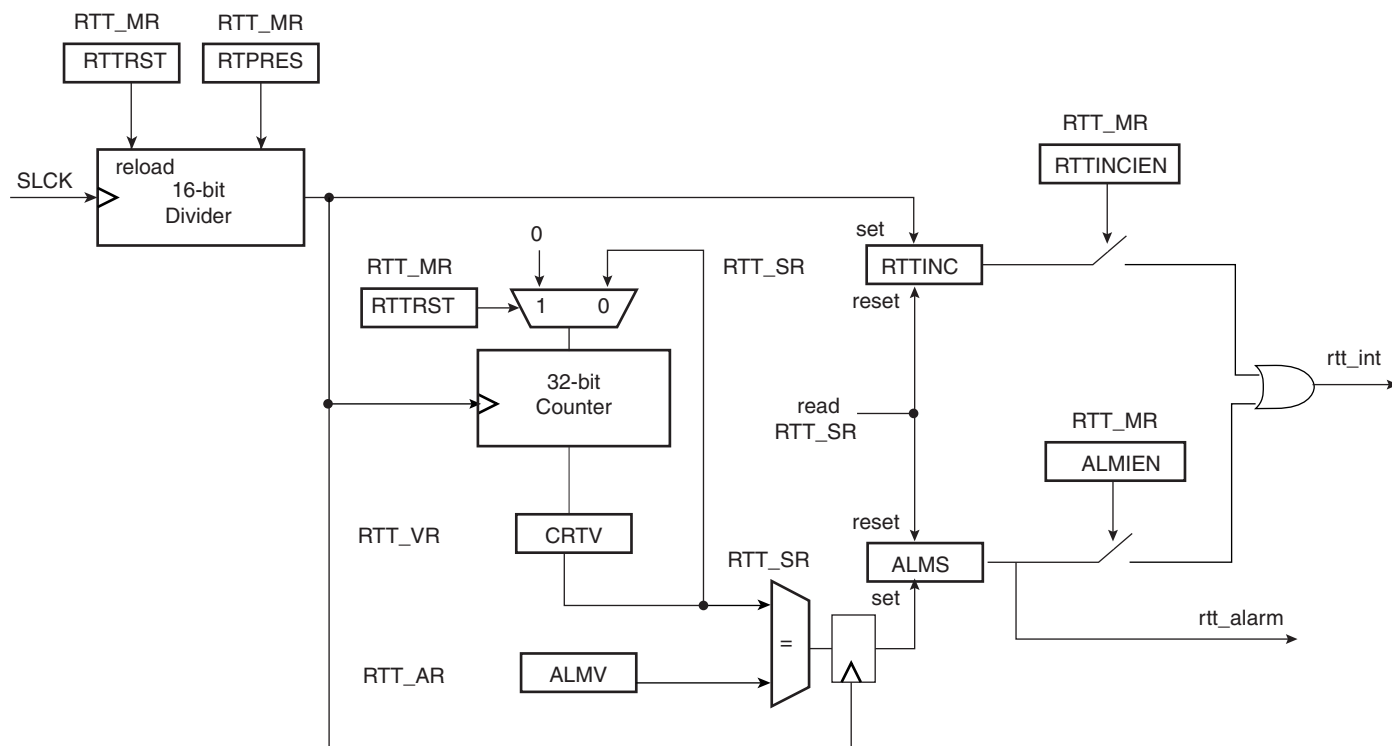 RTT_MR
RTT_MR
RTTRST
RTPRES
RTT_MR
RTTINCIEN
SLCK
reload
16-bit
Divider
set
0
RTT_MR
RTT_SR
RTTINC
RTTRST
1
0
reset
32-bit
Counter
rtt_int
read
RTT_SR
RTT_MR
ALMIEN
reset
RTT_VR
CRTV
RTT_SR
ALMS
set
rtt_alarm
=
RTT_AR
ALMV